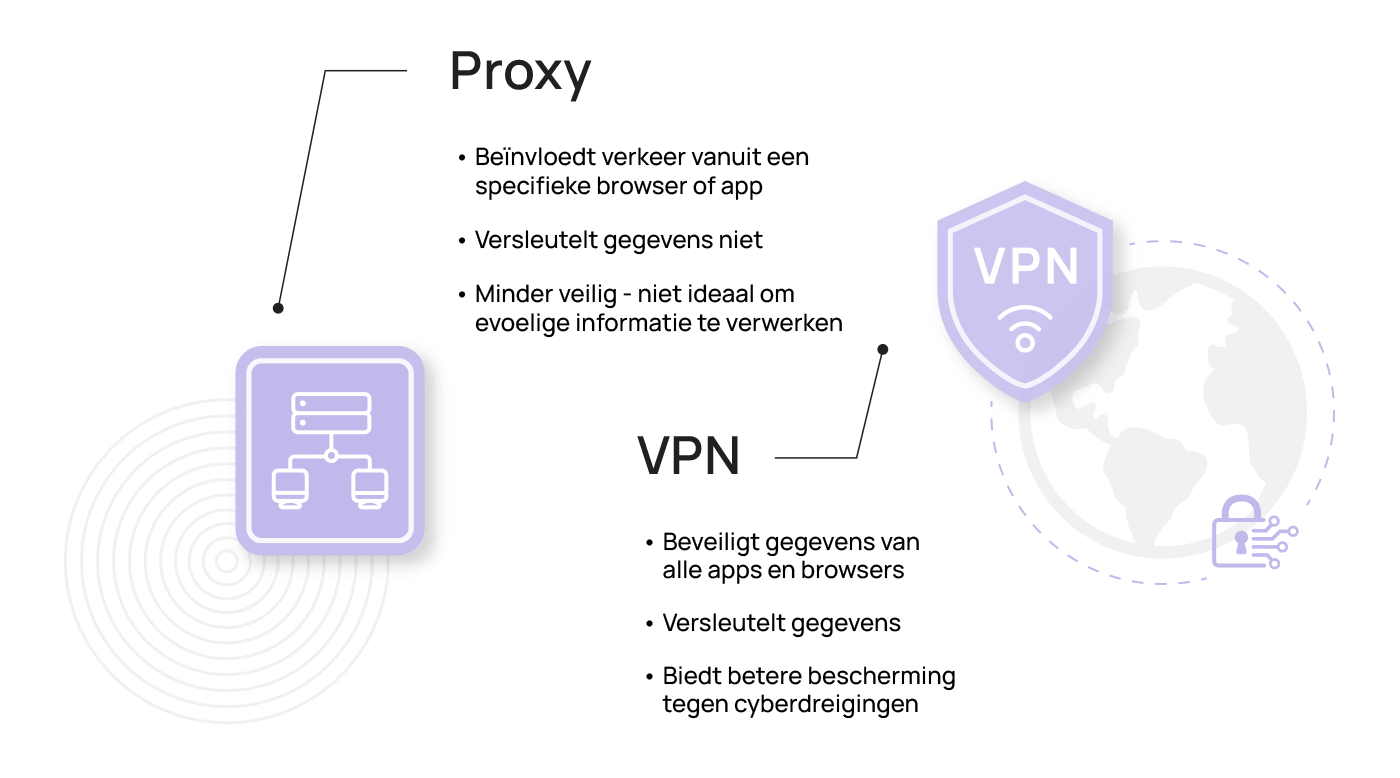 Proxy
• Beïnvloedt verkeer vanuit een
specifieke browser of app
• Versleutelt gegevens niet
• Minder veilig - niet ideaal om
evoelige informatie te verwerken
VPN
VPN
• Beveiligt gegevens van
alle apps en browsers
• Versleutelt gegevens
• Biedt betere bescherming
tegen cyberdreigingen